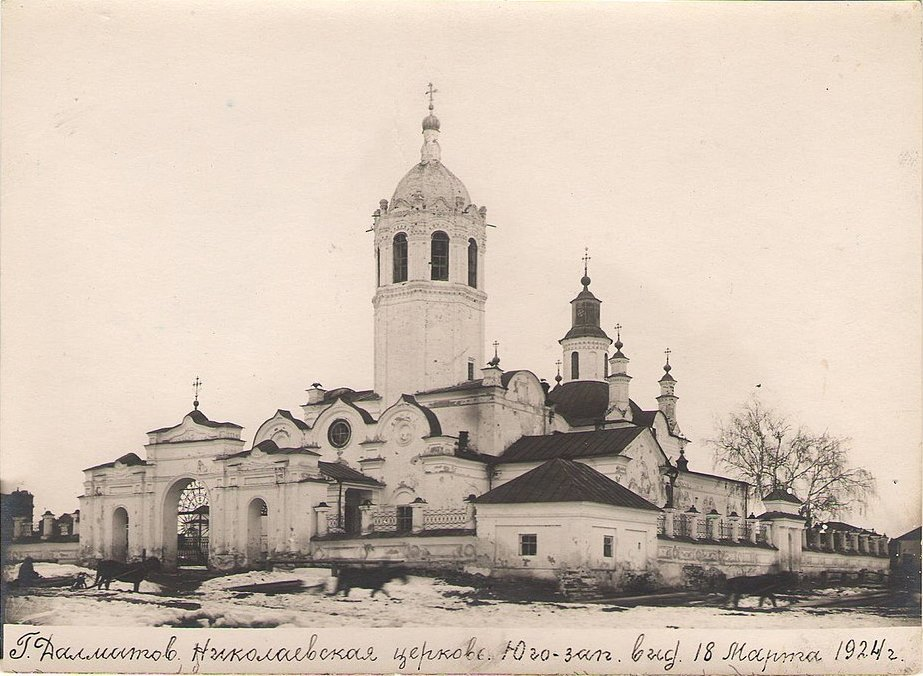 Г. Далматов. Николаевская церковь. Юго-зап. вид. 18 Марта 1924 г.